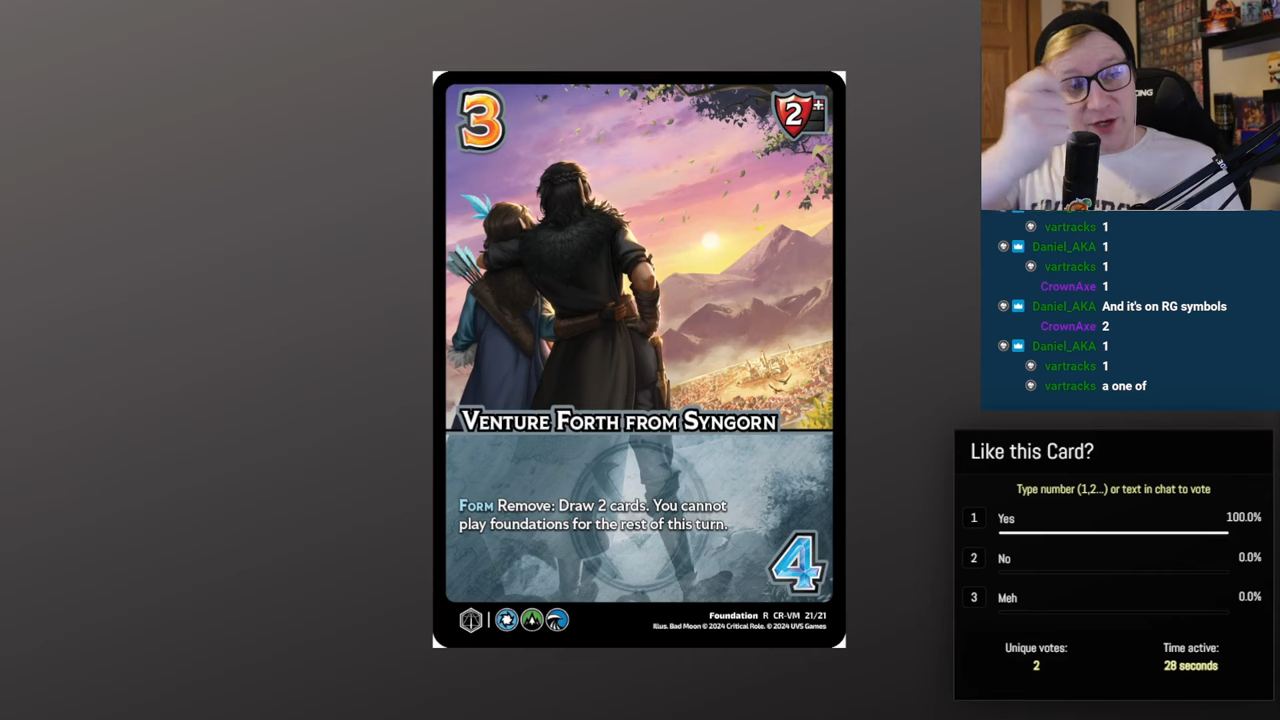 3
2+
VENTURE FORTH FROM SYNGORN
FORM Remove: Draw 2 cards. You cannot
play foundations for the rest of this turn.
4
Foundation R CR-VM 21/21
Illus. Bad Moon © 2024 Critical Role. © 2024 UVS Games
vartracks 1
Daniel_AKA 1
vartracks 1
CrownAxe 1
Daniel_AKA And it's on RG symbols
CrownAxe 2
Daniel_AKA 1
vartracks 1
vartracks a one of
Like this Card?
Type number (1,2...) or text in chat to vote
1 Yes 100.0%
2 No 0.0%
3 Meh 0.0%
Unique votes: Time active:
2 28 seconds